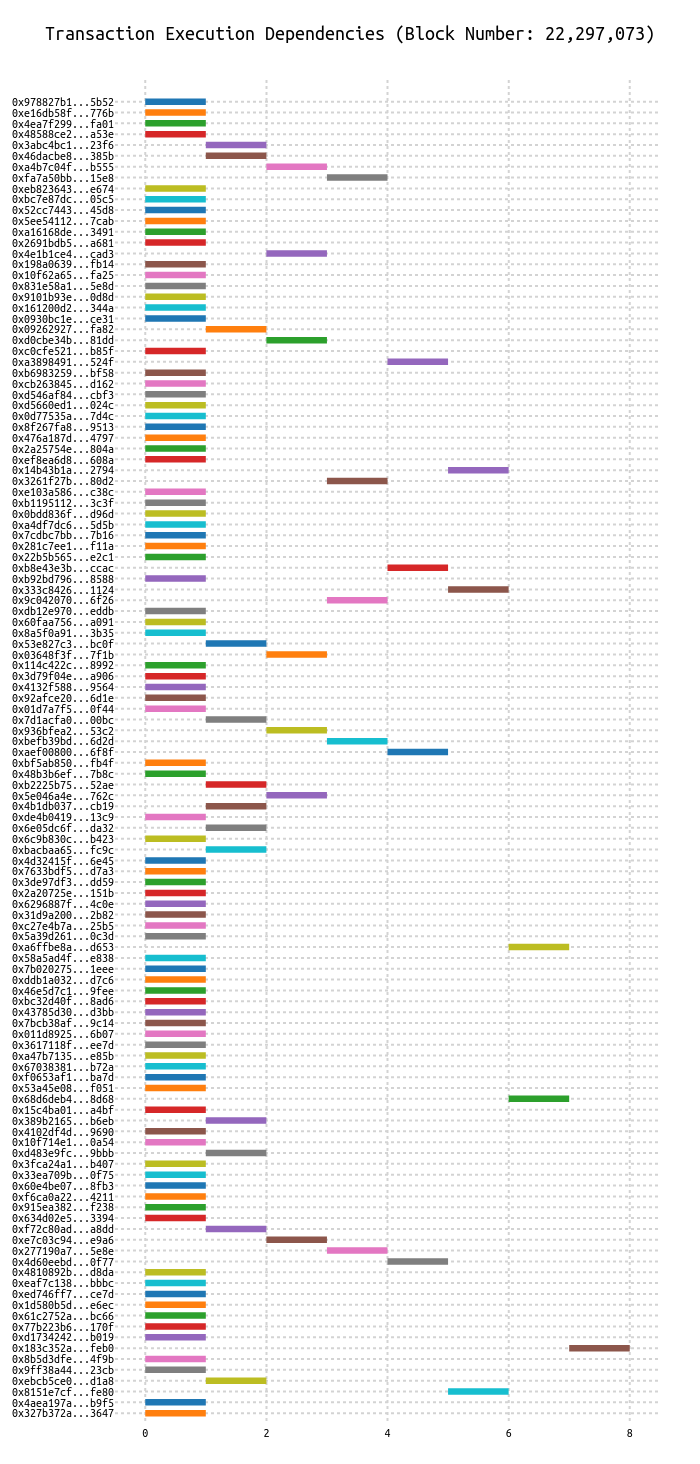 Transaction Execution Dependencies (Block Number: 22,297,073)
0x978827b1...5b52
0xe16db58f...776b
0x4ea7f299...fa01
0x48588ce2...a53e
0x3abc4bc1...23f6
0x46dacbe8...385b
0xa4b7c04f...b555
0xfa7a50bb...15e8
0xeb823643...e674
0xbc7e87dc...05c5
0x52cc7443...45d8
0x5ee54112...7cab
0xa16168de...3491
0x2691bdb5...a681
0x4e1b1ce4...cad3
0x198a0639...fb14
0x10f62a65...fa25
0x831e58a1...5e8d
0x9101b93e...0d8d
0x161200d2...344a
0x0930bc1e...ce31
0x09262927...fa82
0xd0cbe34b...81dd
0xc0cfe521...b85f
0xa3898491...524f
0xb6983259...bf58
0xcb263845...d162
0xd546af84...cbf3
0xd5660ed1...024c
0x0d77535a...7d4c
0x8f267fa8...9513
0x476a187d...4797
0x2a25754e...804a
0xef8ea6d8...608a
0x14b43b1a...2794
0x3261f27b...80d2
0xe103a586...c38c
0xb1195112...3c3f
0x0bdd836f...d96d
0xa4df7dc6...5d5b
0x7cdbc7bb...7b16
0x281c7ee1...f11a
0x22b5b565...e2c1
0xb8e43e3b...ccac
0xb92bd796...8588
0x333c8426...1124
0x9c042070...6f26
0xdb12e970...eddb
0x60faa756...a091
0x8a5f0a91...3b35
0x53e827c3...bc0f
0x03648f3f...7f1b
0x114c422c...8992
0x3d79f04e...a906
0x4132f588...9564
0x92afce20...6d1e
0x01d7a7f5...0f44
0x7d1acfa0...00bc
0x936bfea2...53c2
0xbefb39bd...6d2d
0xaef00800...6f8f
0xbf5ab850...fb4f
0x48b3b6ef...7b8c
0xb2225b75...52ae
0x5e046a4e...762c
0x4b1db037...cb19
0xde4b0419...13c9
0x6e05dc6f...da32
0x6c9b830c...b423
0xbacbaa65...fc9c
0x4d32415f...6e45
0x7633bdf5...d7a3
0x3de97df3...dd59
0x2a20725e...151b
0x6296887f...4c0e
0x31d9a200...2b82
0xc27e4b7a...25b5
0x5a39d261...0c3d
0xa6ffbe8a...d653
0x58a5ad4f...e838
0x7b020275...1eee
0xddb1a032...d7c6
0x46e5d7c1...9fee
0xbc32d40f...8ad6
0x43785d30...d3bb
0x7bcb38af...9c14
0x011d8925...6b07
0x3617118f...ee7d
0xa47b7135...e85b
0x67038381...b72a
0xf0653af1...ba7d
0x53a45e08...f051
0x68d6deb4...8d68
0x15c4ba01...a4bf
0x389b2165...b6eb
0x4102df4d...9690
0x10f714e1...0a54
0xd483e9fc...9bbb
0x3fca24a1...b407
0x33ea709b...0f75
0x60e4be07...8fb3
0xf6ca0a22...4211
0x915ea382...f238
0x634d02e5...3394
0xf72c80ad...a8dd
0xe7c03c94...e9a6
0x277190a7...5e8e
0x4d60eebd...0f77
0x4810892b...d8da
0xeaf7c138...bbbc
0xed746ff7...ce7d
0x1d580b5d...e6ec
0x61c2752a...bc66
0x77b223b6...170f
0xd1734242...b019
0x183c352a...feb0
0x8b5d3dfe...4f9b
0x9ff38a44...23cb
0xebcb5ce0...d1a8
0x8151e7cf...fe80
0x4aea197a...b9f5
0x327b372a...3647
0 2 4 6 8